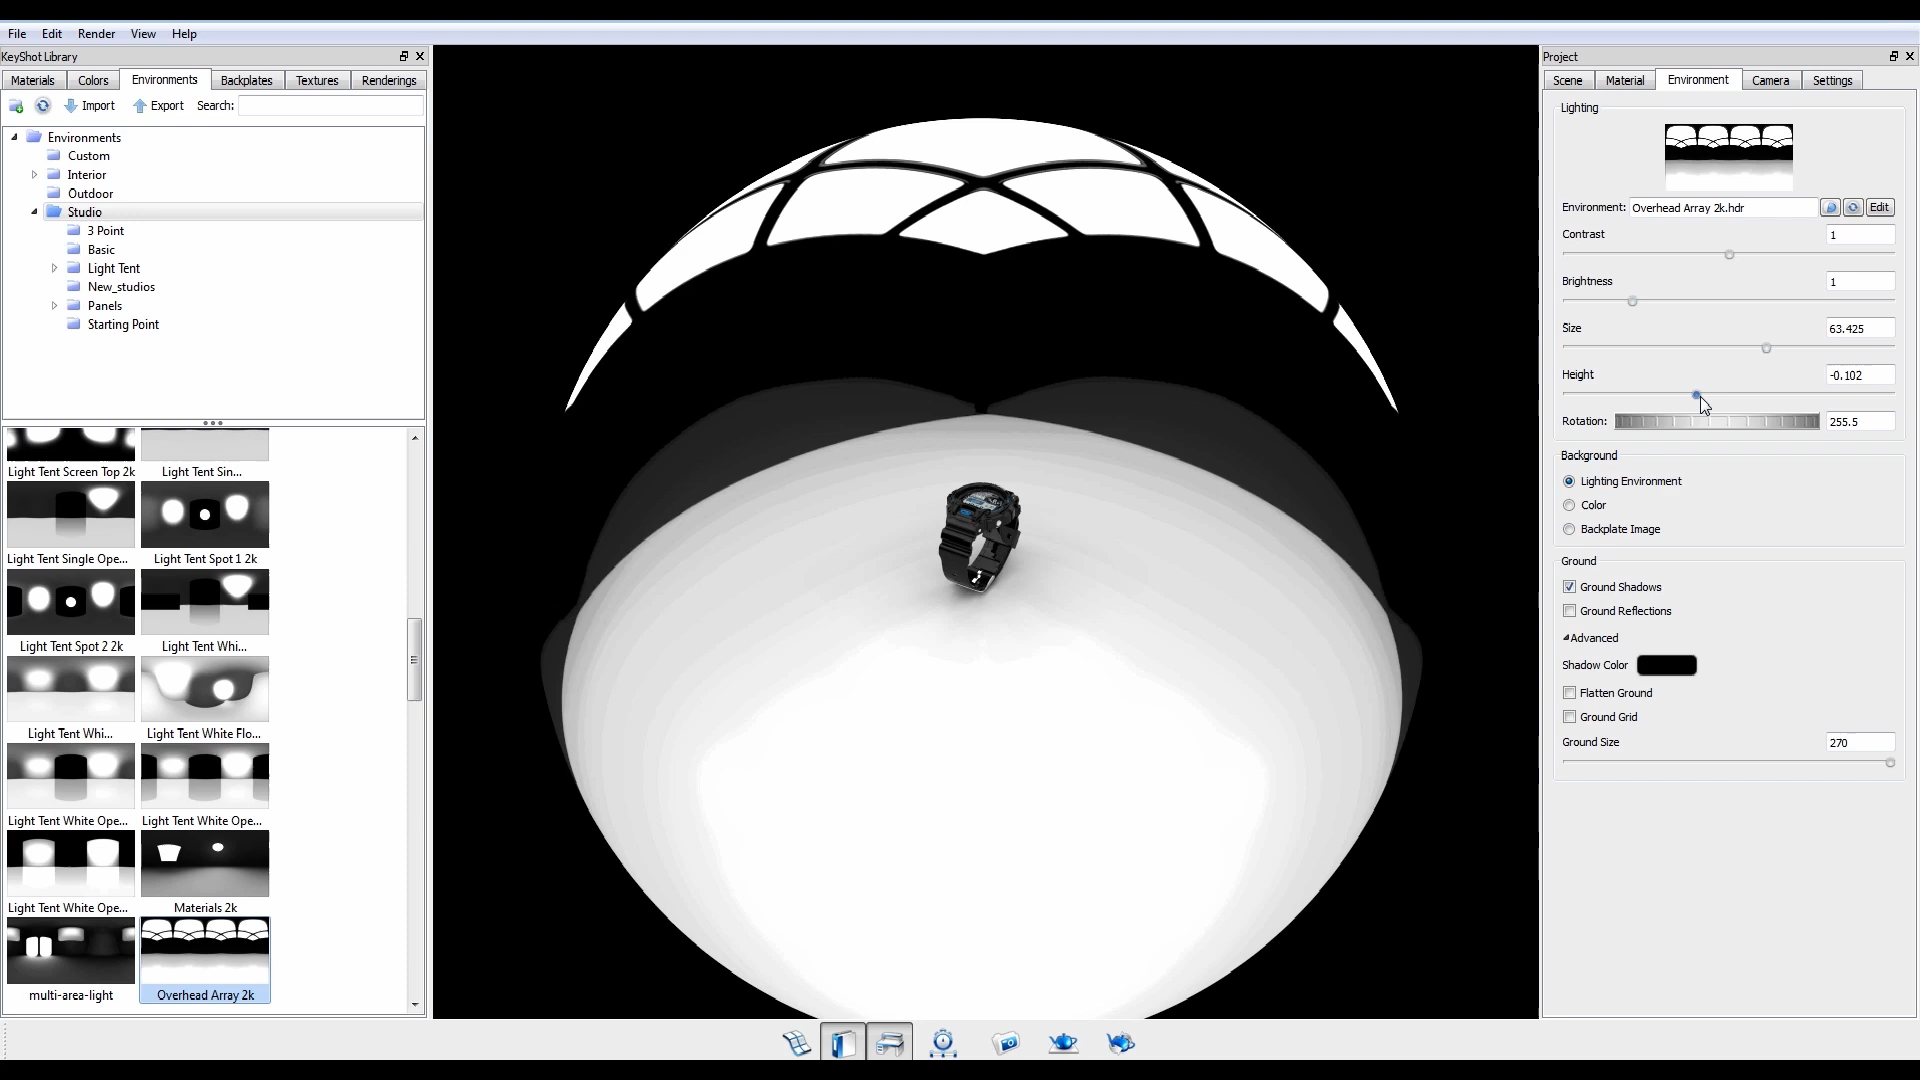 File Edit Render View Help
KeyShot Library
Materials Colors Environments Backplates Textures Renderings
Import Export Search:
Environments
Custom
Interior
Outdoor
Studio
3 Point
Basic
Light Tent
New_studios
Panels
Starting Point
Light Tent Screen Top 2k Light Tent Sin...
Light Tent Single Ope... Light Tent Spot 1 2k
Light Tent Spot 2 2k Light Tent Whi...
Light Tent Whi... Light Tent White Flo...
Light Tent White Ope... Light Tent White Ope...
Light Tent White Ope... Materials 2k
multi-area-light Overhead Array 2k
Project
Scene Material Environment Camera Settings
Lighting
Environment: Overhead Array 2k.hdr Edit
Contrast 1
Brightness 1
Size 63.425
Height -0.102
Rotation: 255.5
Background
Lighting Environment
Color
Backplate Image
Ground
Ground Shadows
Ground Reflections
Advanced
Shadow Color
Flatten Ground
Ground Grid
Ground Size 270